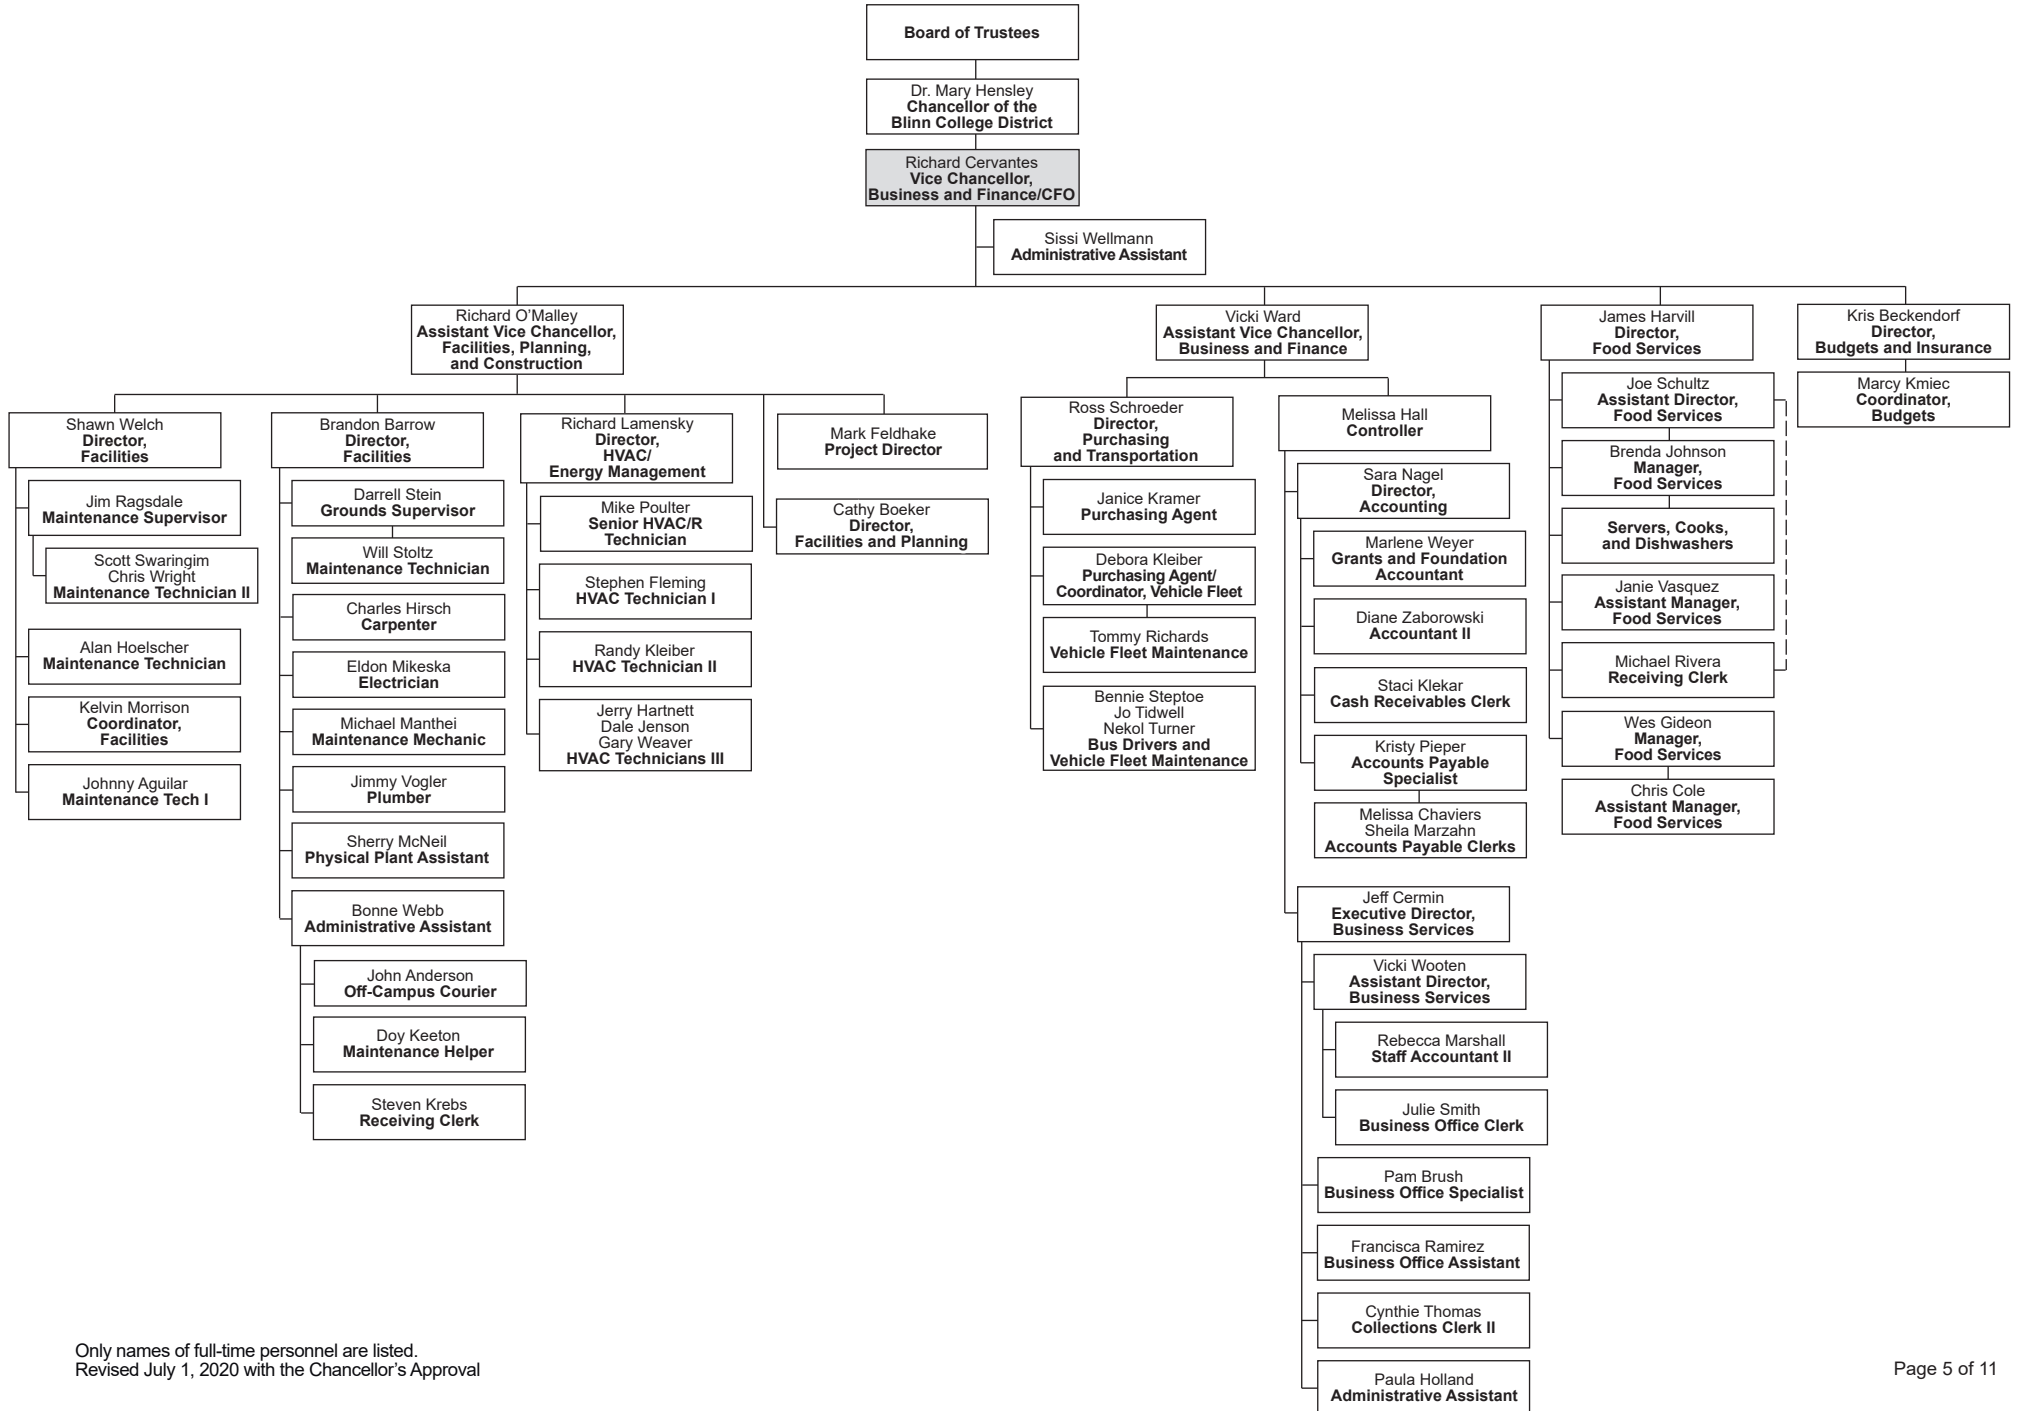 Board of Trustees
Dr. Mary Hensley
Chancellor of the
Blinn College District
Richard Cervantes
Vice Chancellor,
Business and Finance/CFO
Sissi Wellmann
Administrative Assistant
Richard O’Malley
Assistant Vice Chancellor,
Facilities, Planning,
and Construction
Shawn Welch
Director,
Facilities
Jim Ragsdale
Maintenance Supervisor
Scott Swaringim
Chris Wright
Maintenance Technician II
Alan Hoelscher
Maintenance Technician
Kelvin Morrison
Coordinator,
Facilities
Johnny Aguilar
Maintenance Tech I
Brandon Barrow
Director,
Facilities
Darrell Stein
Grounds Supervisor
Will Stoltz
Maintenance Technician
Charles Hirsch
Carpenter
Eldon Mikeska
Electrician
Michael Manthei
Maintenance Mechanic
Jimmy Vogler
Plumber
Sherry McNeil
Physical Plant Assistant
Bonne Webb
Administrative Assistant
John Anderson
Off-Campus Courier
Doy Keeton
Maintenance Helper
Steven Krebs
Receiving Clerk
Richard Lamensky
Director,
HVAC/
Energy Management
Mike Poulter
Senior HVAC/R
Technician
Stephen Fleming
HVAC Technician I
Randy Kleiber
HVAC Technician II
Jerry Hartnett
Dale Jenson
Gary Weaver
HVAC Technicians III
Mark Feldhake
Project Director
Cathy Boeker
Director,
Facilities and Planning
Vicki Ward
Assistant Vice Chancellor,
Business and Finance
Ross Schroeder
Director,
Purchasing
and Transportation
Janice Kramer
Purchasing Agent
Debora Kleiber
Purchasing Agent/
Coordinator, Vehicle Fleet
Tommy Richards
Vehicle Fleet Maintenance
Bennie Steptoe
Jo Tidwell
Nekol Turner
Bus Drivers and
Vehicle Fleet Maintenance
Melissa Hall
Controller
Sara Nagel
Director,
Accounting
Marlene Weyer
Grants and Foundation
Accountant
Diane Zaborowski
Accountant II
Staci Klekar
Cash Receivables Clerk
Kristy Pieper
Accounts Payable
Specialist
Melissa Chaviers
Sheila Marzahn
Accounts Payable Clerks
Jeff Cermin
Executive Director,
Business Services
Vicki Wooten
Assistant Director,
Business Services
Rebecca Marshall
Staff Accountant II
Julie Smith
Business Office Clerk
Pam Brush
Business Office Specialist
Francisca Ramirez
Business Office Assistant
Cynthie Thomas
Collections Clerk II
Paula Holland
Administrative Assistant
James Harvill
Director,
Food Services
Joe Schultz
Assistant Director,
Food Services
Brenda Johnson
Manager,
Food Services
Servers, Cooks,
and Dishwashers
Janie Vasquez
Assistant Manager,
Food Services
Michael Rivera
Receiving Clerk
Wes Gideon
Manager,
Food Services
Chris Cole
Assistant Manager,
Food Services
Kris Beckendorf
Director,
Budgets and Insurance
Marcy Kmiec
Coordinator,
Budgets
Only names of full-time personnel are listed.
Revised July 1, 2020 with the Chancellor’s Approval
Page 5 of 11